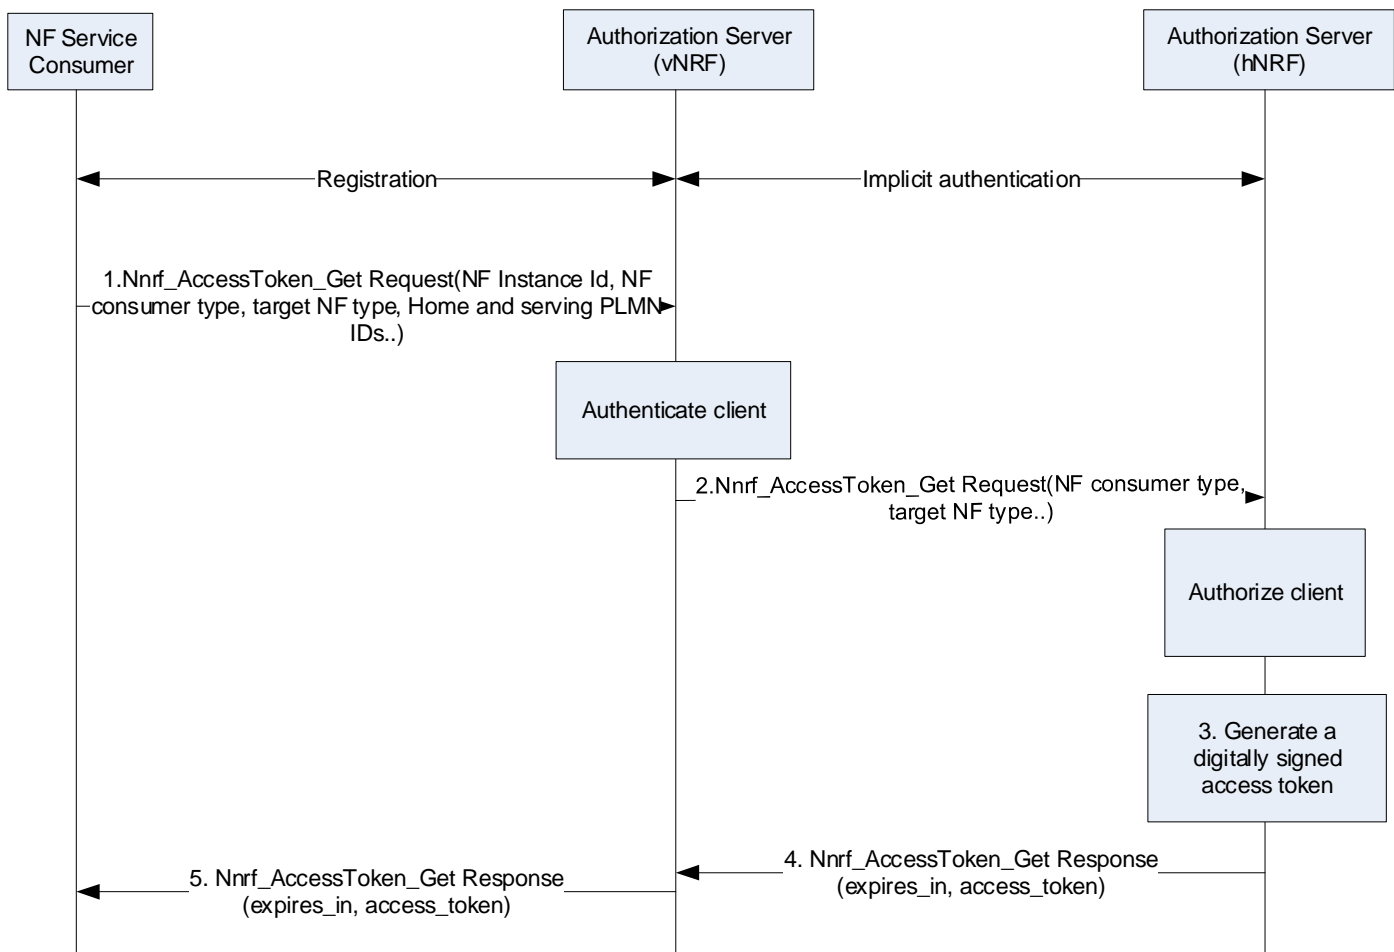 NF Service
Consumer
Authorization Server
(vNRF)
Authorization Server
(hNRF)
Registration
Implicit authentication
1.Nnrf_AccessToken_Get Request(NF Instance Id, NF
consumer type, target NF type, Home and serving PLMN
IDs..)
Authenticate client
2.Nnrf_AccessToken_Get Request(NF consumer type,
target NF type..)
Authorize client
3. Generate a
digitally signed
access token
4. Nnrf_AccessToken_Get Response
(expires_in, access_token)
5. Nnrf_AccessToken_Get Response
(expires_in, access_token)